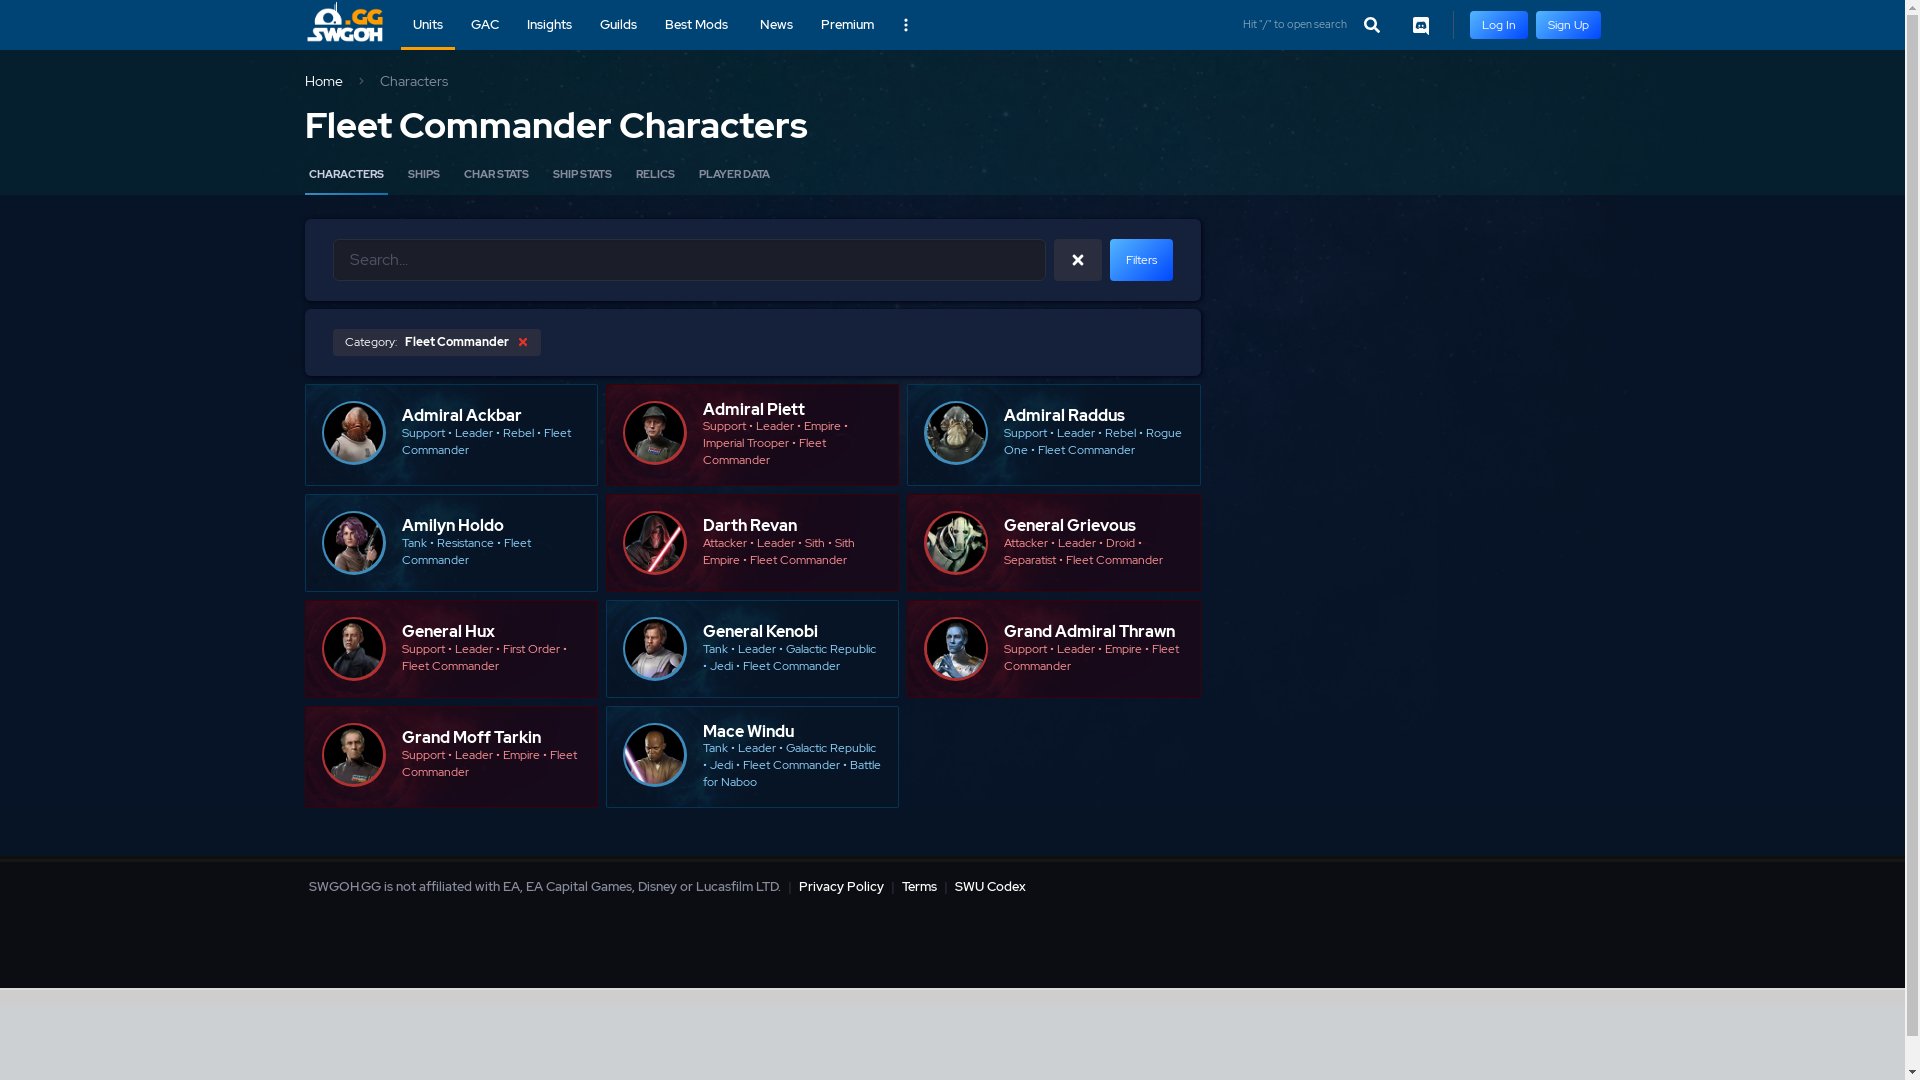 .GG
SWGOH
Units
GAC
Insights
Guilds
Best Mods
News
Premium
Hit "/" to open search
Log In
Sign Up
Home
Characters
Fleet Commander Characters
CHARACTERS
SHIPS
CHAR STATS
SHIP STATS
RELICS
PLAYER DATA
Search...
Filters
Category: Fleet Commander
Admiral Ackbar
Support • Leader • Rebel • Fleet
Commander
Admiral Piett
Support • Leader • Empire •
Imperial Trooper • Fleet
Commander
Admiral Raddus
Support • Leader • Rebel • Rogue
One • Fleet Commander
Amilyn Holdo
Tank • Resistance • Fleet
Commander
Darth Revan
Attacker • Leader • Sith • Sith
Empire • Fleet Commander
General Grievous
Attacker • Leader • Droid •
Separatist • Fleet Commander
General Hux
Support • Leader • First Order •
Fleet Commander
General Kenobi
Tank • Leader • Galactic Republic
• Jedi • Fleet Commander
Grand Admiral Thrawn
Support • Leader • Empire • Fleet
Commander
Grand Moff Tarkin
Support • Leader • Empire • Fleet
Commander
Mace Windu
Tank • Leader • Galactic Republic
• Jedi • Fleet Commander • Battle
for Naboo
SWGOH.GG is not affiliated with EA, EA Capital Games, Disney or Lucasfilm LTD. | Privacy Policy | Terms | SWU Codex